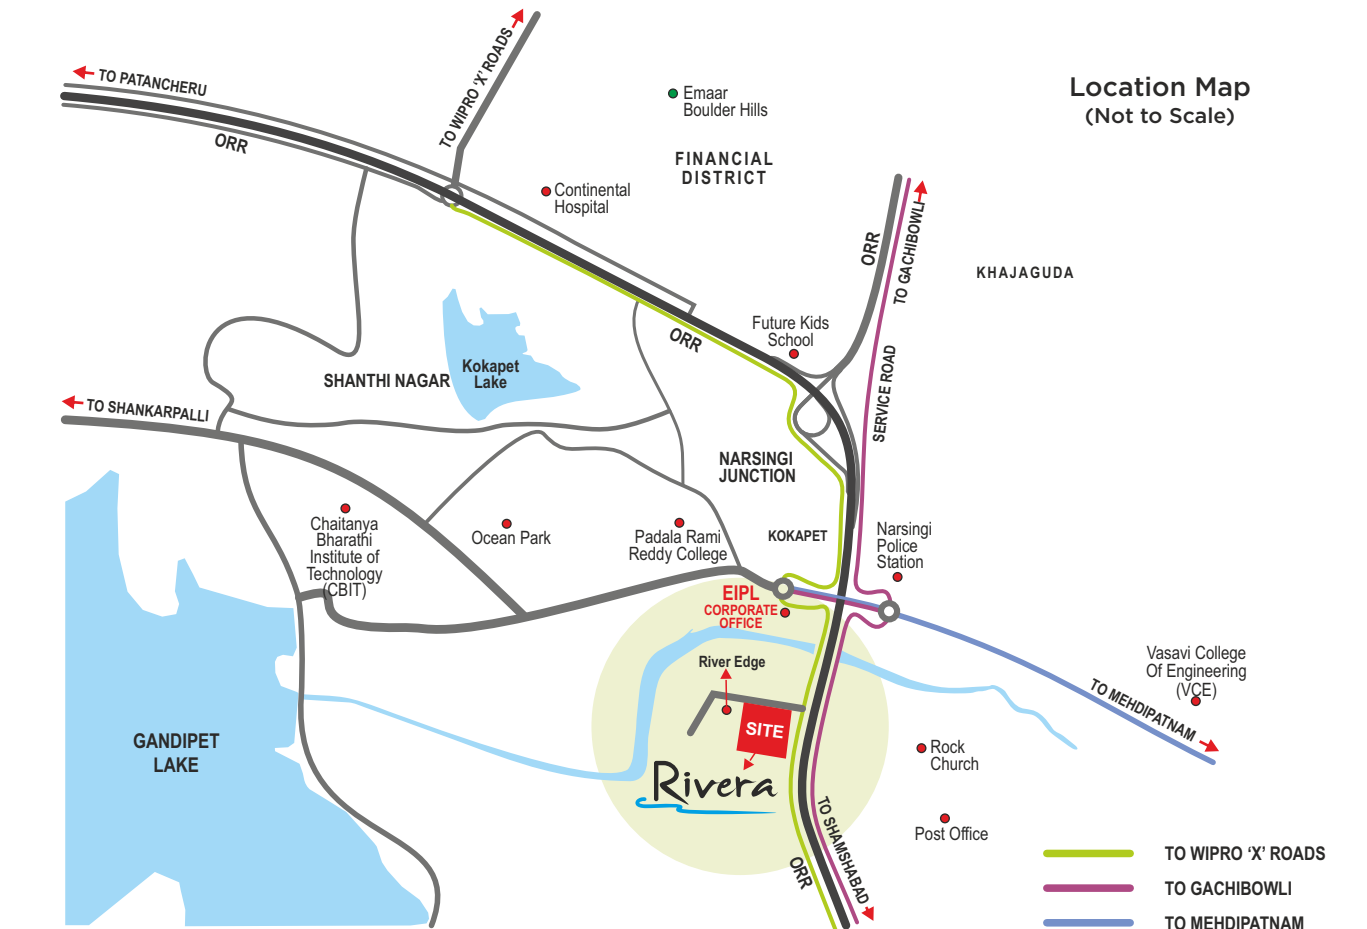 TO PATANCHERU
ORR
TO WIPRO ‘X’ ROADS
Emaar
Boulder Hills
FINANCIAL
DISTRICT
Location Map
(Not to Scale)
Continental
Hospital
ORR
TO GACHIBOWLI
KHAJAGUDA
Future Kids
School
ORR
SERVICE ROAD
SHANTHI NAGAR
Kokapet
Lake
TO SHANKARPALLI
NARSINGI
JUNCTION
Chaitanya
Bharathi
Institute of
Technology
(CBIT)
Ocean Park
Padala Rami
Reddy College
KOKAPET
Narsingi
Police
Station
EIPL
CORPORATE
OFFICE
River Edge
SITE
Rivera
Vasavi College
Of Engineering
(VCE)
TO MEHDIPATNAM
GANDIPET
LAKE
Rock
Church
Post Office
TO SHAMSHABAD
ORR
TO WIPRO ‘X’ ROADS
TO GACHIBOWLI
TO MEHDIPATNAM